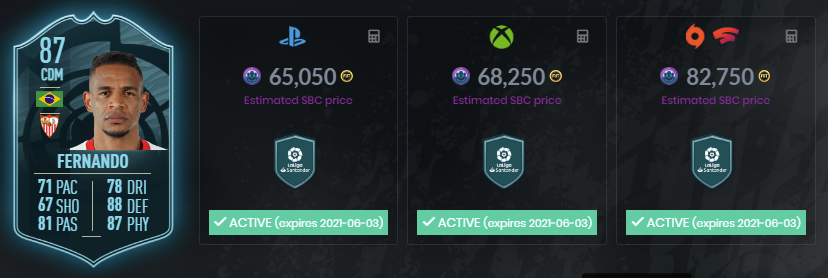 87
CDM
FERNANDO
71 PAC 78 DRI
67 SHO 88 DEF
81 PAS 87 PHY
65,050
Estimated SBC price
LaLiga
Santander
ACTIVE (expires 2021-06-03)
68,250
Estimated SBC price
LaLiga
Santander
ACTIVE (expires 2021-06-03)
82,750
Estimated SBC price
LaLiga
Santander
ACTIVE (expires 2021-06-03)